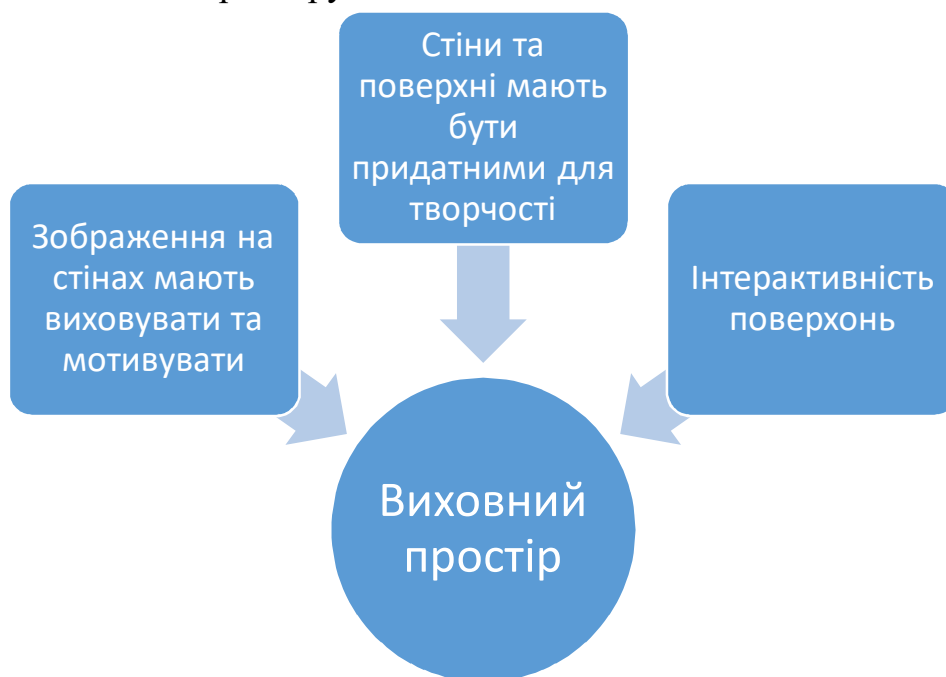 Стіни та
поверхні мають
бути
придатними для
творчості
Зображення на
стінах мають
виховувати та
мотивувати
Інтерактивність
поверхонь
Виховний
простір